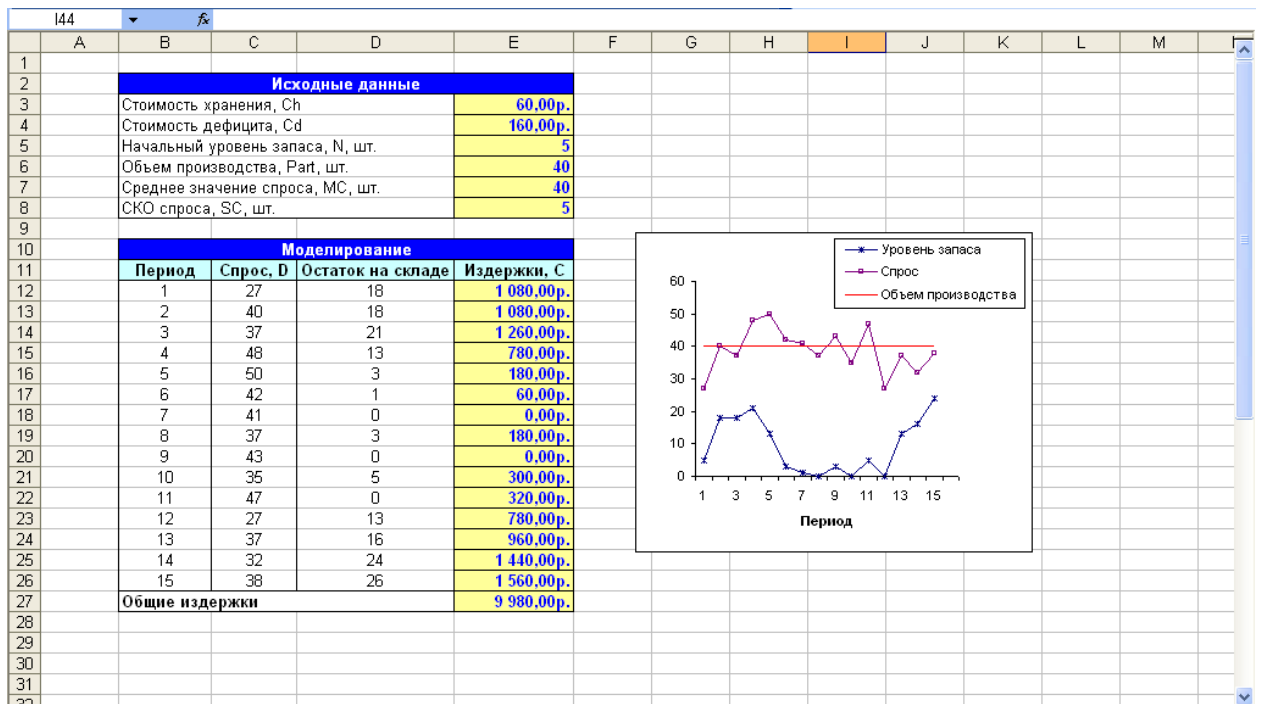 I44 fx
A B C D E F G H I J K L M
1
2 Исходные данные
3 Стоимость хранения, Ch 60,00р.
4 Стоимость дефицита, Cd 160,00р.
5 Начальный уровень запаса, N, шт. 5
6 Объем производства, Part, шт. 40
7 Среднее значение спроса, МС, шт. 40
8 СКО спроса, SC, шт. 5
9
10 Моделирование
11 Период Спрос, D Остаток на складе Издержки, С
12 1 27 18 1 080,00р.
13 2 40 18 1 080,00р.
14 3 37 21 1 260,00р.
15 4 48 13 780,00р.
16 5 50 3 180,00р.
17 6 42 1 60,00р.
18 7 41 0 0,00р.
19 8 37 3 180,00р.
20 9 43 0 0,00р.
21 10 35 5 300,00р.
22 11 47 0 320,00р.
23 12 27 13 780,00р.
24 13 37 16 960,00р.
25 14 32 24 1 440,00р.
26 15 38 26 1 560,00р.
27 Общие издержки 9 980,00р.
28
29
30
31
Уровень запаса
Спрос
Объем производства
60
50
40
30
20
10
0
1 3 5 7 9 11 13 15
Период